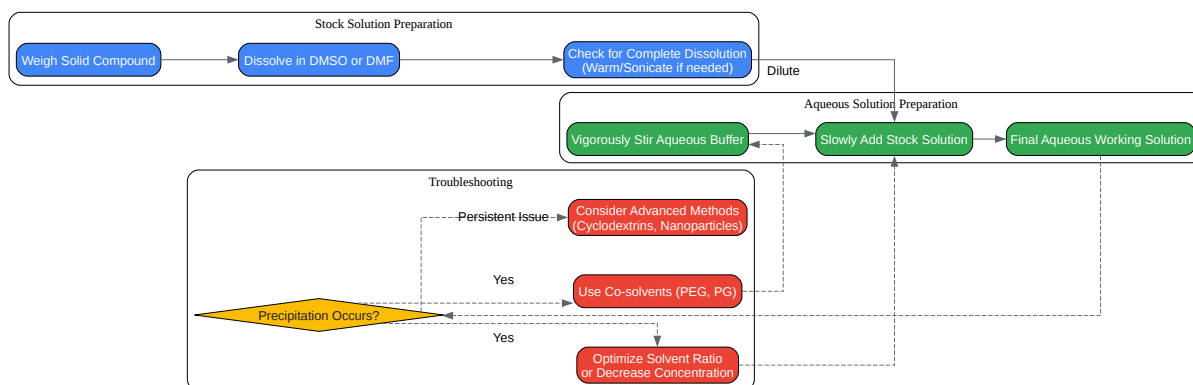 Stock Solution Preparation
Weigh Solid Compound
Dissolve in DMSO or DMF
Check for Complete Dissolution
(Warm/Sonicate if needed)
Dilute
Aqueous Solution Preparation
Vigorously Stir Aqueous Buffer
Slowly Add Stock Solution
Final Aqueous Working Solution
Troubleshooting
Persistent Issue
Consider Advanced Methods
(Cyclodextrins, Nanoparticles)
Yes
Use Co-solvents (PEG, PG)
Precipitation Occurs?
Yes
Optimize Solvent Ratio
or Decrease Concentration